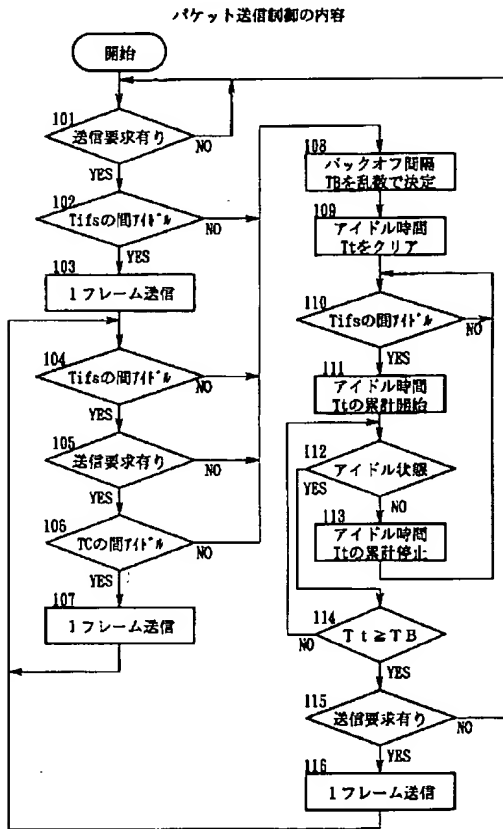 パケット送信制御の内容
開始
101
送信要求有り
NO
YES
102
Tifsの間ｱｲﾄﾞﾙ
NO
YES
103
1フレーム送信
104
Tifsの間ｱｲﾄﾞﾙ
NO
YES
105
送信要求有り
NO
YES
106
TCの間ｱｲﾄﾞﾙ
NO
YES
107
1フレーム送信
108
バックオフ間隔
TBを乱数で決定
109
アイドル時間
Ttをクリア
110
Tifsの間ｱｲﾄﾞﾙ
NO
YES
111
アイドル時間
Ttの累計開始
112
アイドル状態
YES
NO
113
アイドル時間
Ttの累計停止
114
Tt≧TB
NO
YES
115
送信要求有り
NO
YES
116
1フレーム送信